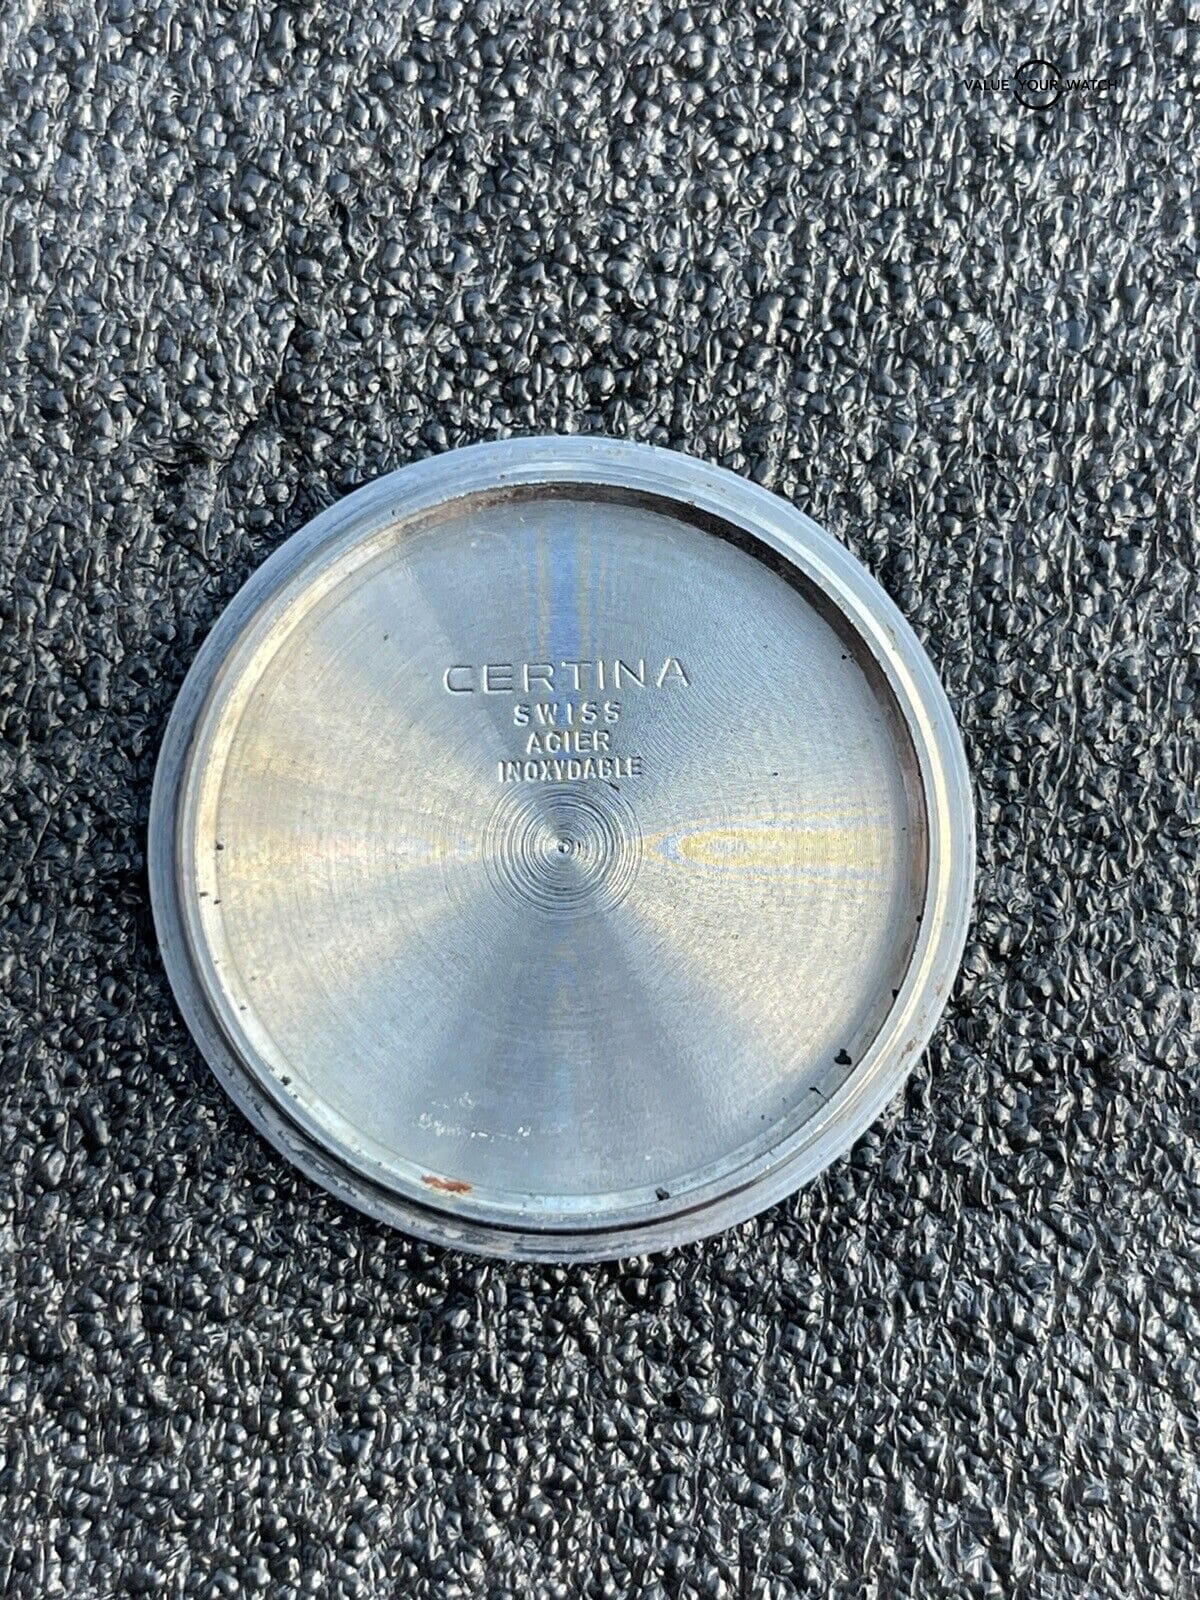 VALUE YOUR WATCH
CERTINA
SWISS
ACIER
INOXYDABLE